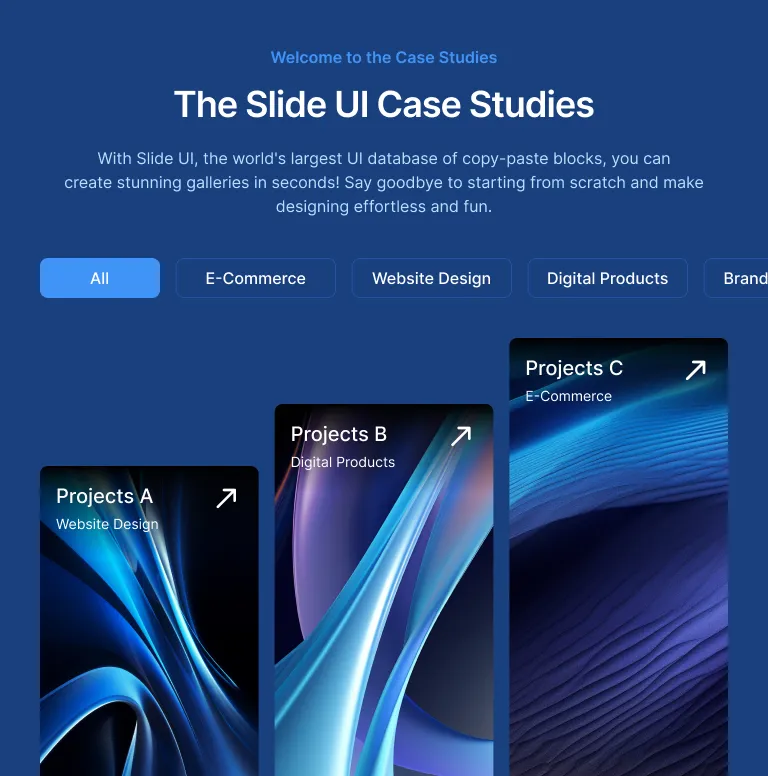 Welcome to the Case Studies
The Slide UI Case Studies
With Slide UI, the world's largest UI database of copy-paste blocks, you can
create stunning galleries in seconds! Say goodbye to starting from scratch and make
designing effortless and fun.
All
E-Commerce
Website Design
Digital Products
Brand
Projects A
Website Design
Projects B
Digital Products
Projects C
E-Commerce